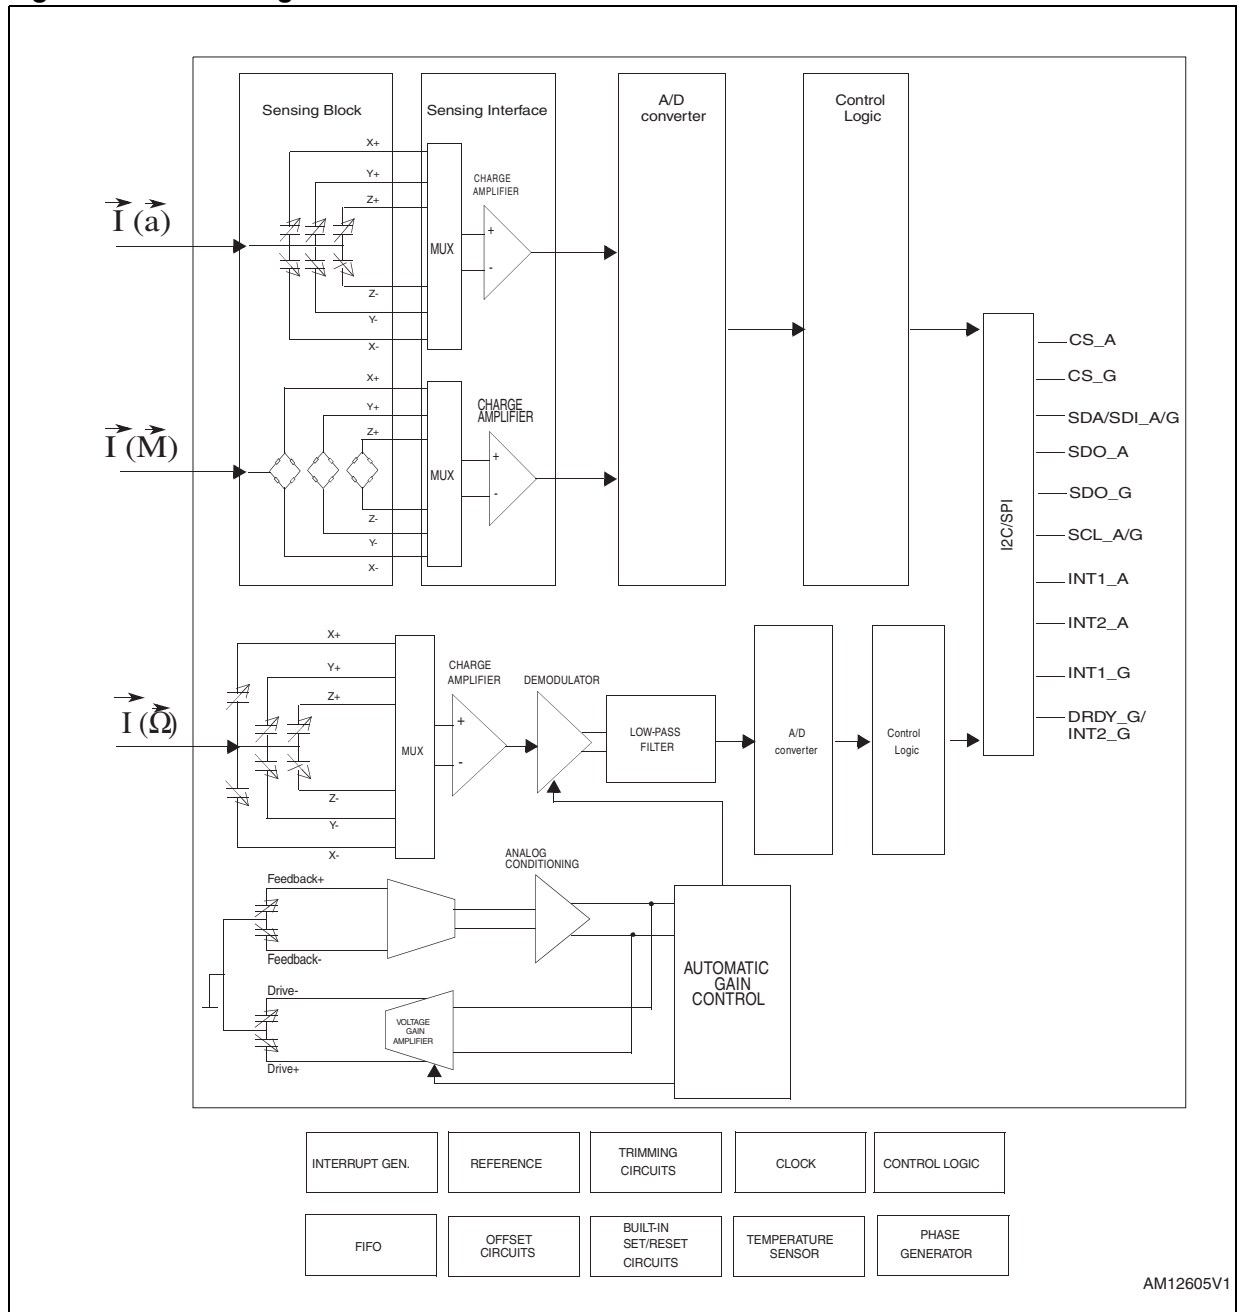 Sensing Block
Sensing Interface
A/D
converter
Control
Logic
X+
Y+
Z+
CHARGE
AMPLIFIER
I (a)
+
MUX
-
Z-
Y-
X-
CS_A
CS_G
SDA/SDI_A/G
SDO_A
SDO_G
SCL_A/G
INT1_A
INT2_A
INT1_G
DRDY_G/
INT2_G
I2C/SPI
X+
Y+
Z+
CHARGE
AMPLIFIER
I (M)
+
MUX
-
Z-
Y-
X-
X+
Y+
Z+
CHARGE
AMPLIFIER
DEMODULATOR
I (Ω)
+
MUX
-
LOW-PASS
FILTER
A/D
converter
Control
Logic
Z-
Y-
X-
ANALOG
CONDITIONING
Feedback+
Feedback-
AUTOMATIC
GAIN
CONTROL
Drive-
VOLTAGE
GAIN
AMPLIFIER
Drive+
INTERRUPT GEN.
REFERENCE
TRIMMING
CIRCUITS
CLOCK
CONTROL LOGIC
FIFO
OFFSET
CIRCUITS
BUILT-IN
SET/RESET
CIRCUITS
TEMPERATURE
SENSOR
PHASE
GENERATOR
AM12605V1